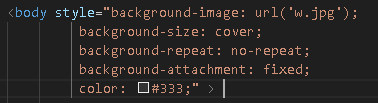 <body style="background-image: url('w.jpg');
background-size: cover;
background-repeat: no-repeat;
background-attachment: fixed;
color: #333;" >